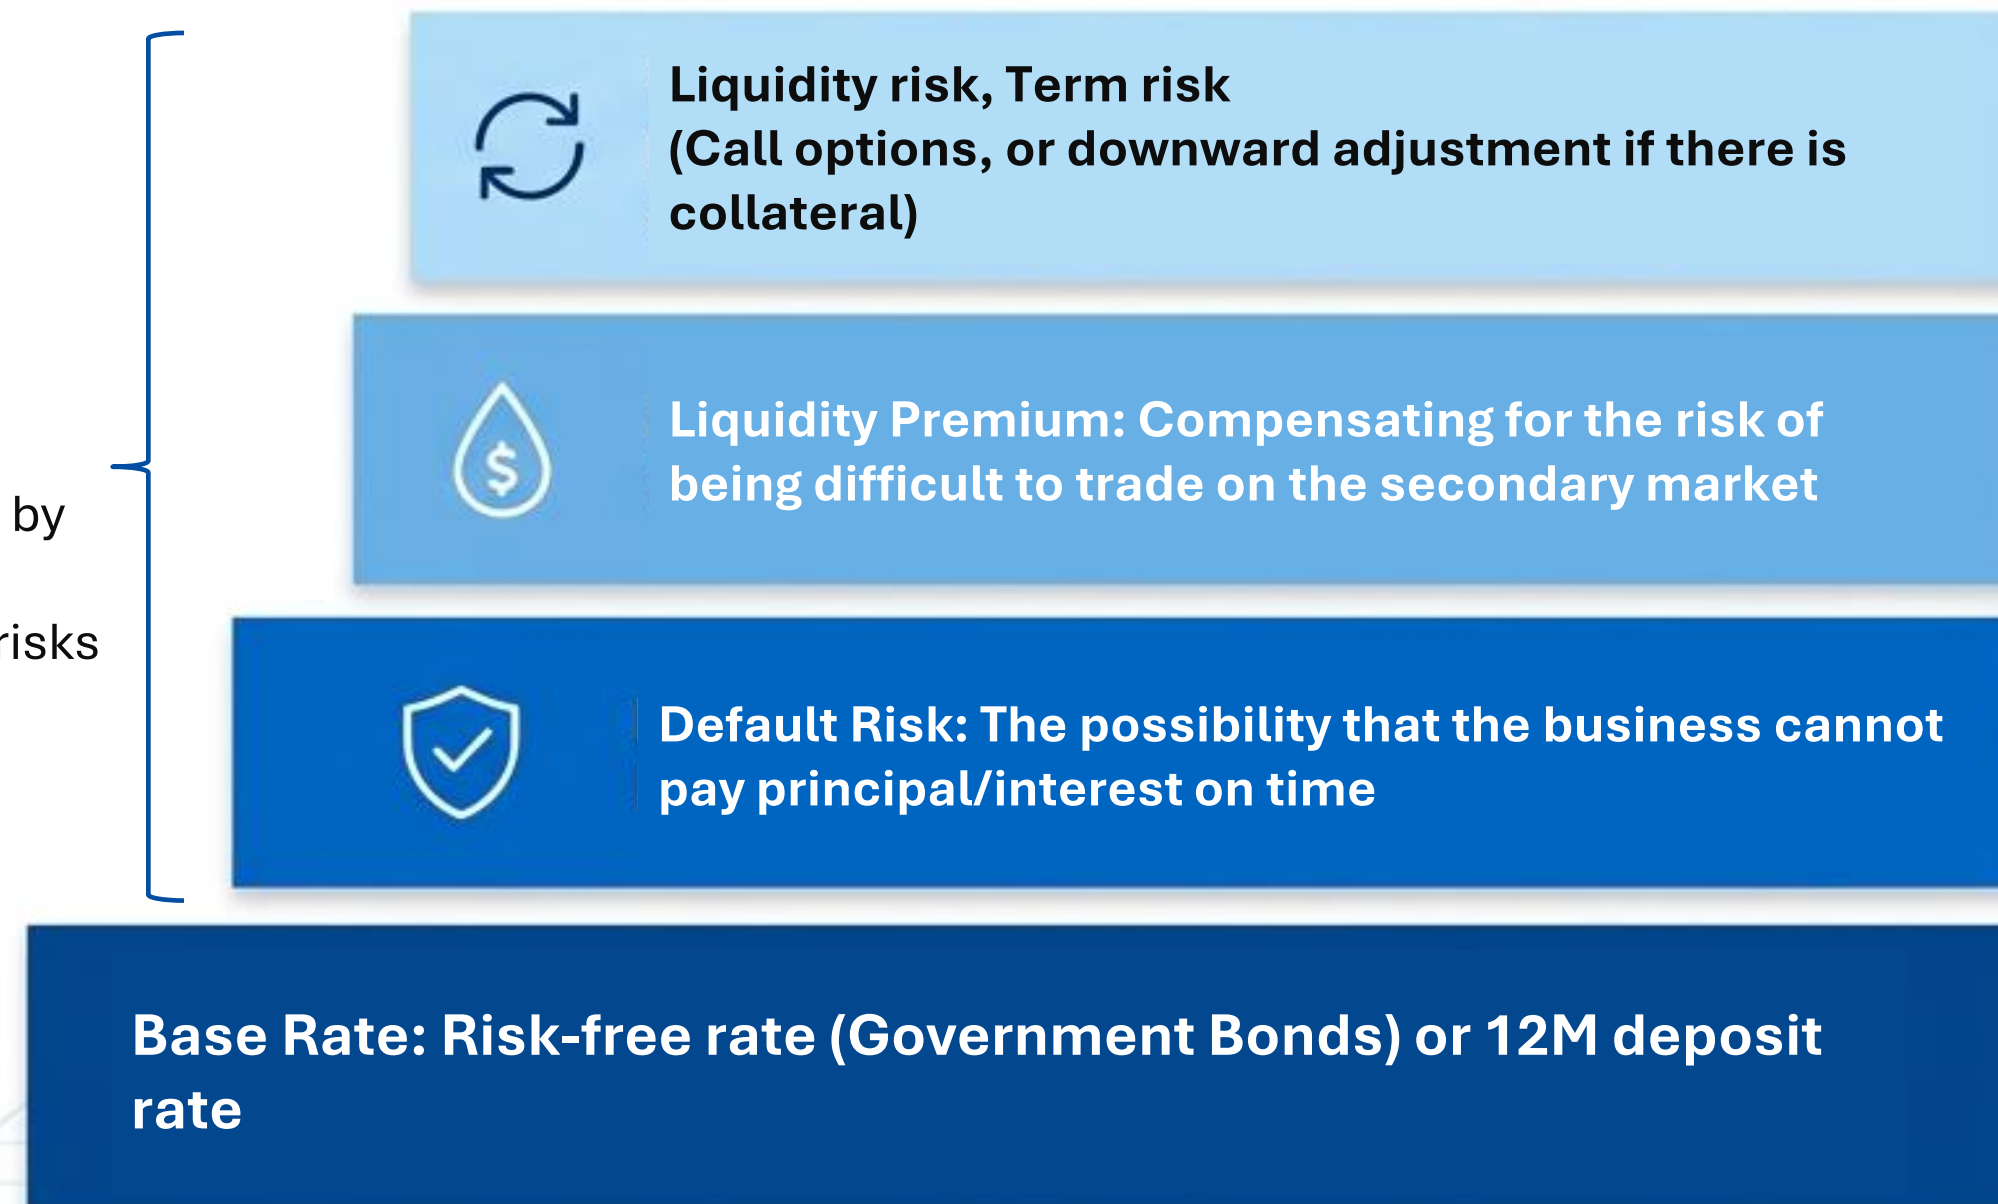 Liquidity risk, Term risk
(Call options, or downward adjustment if there is
collateral)
$
Liquidity Premium: Compensating for the risk of
being difficult to trade on the secondary market
by
risks
Default Risk: The possibility that the business cannot
pay principal/interest on time
Base Rate: Risk-free rate (Government Bonds) or 12M deposit
rate